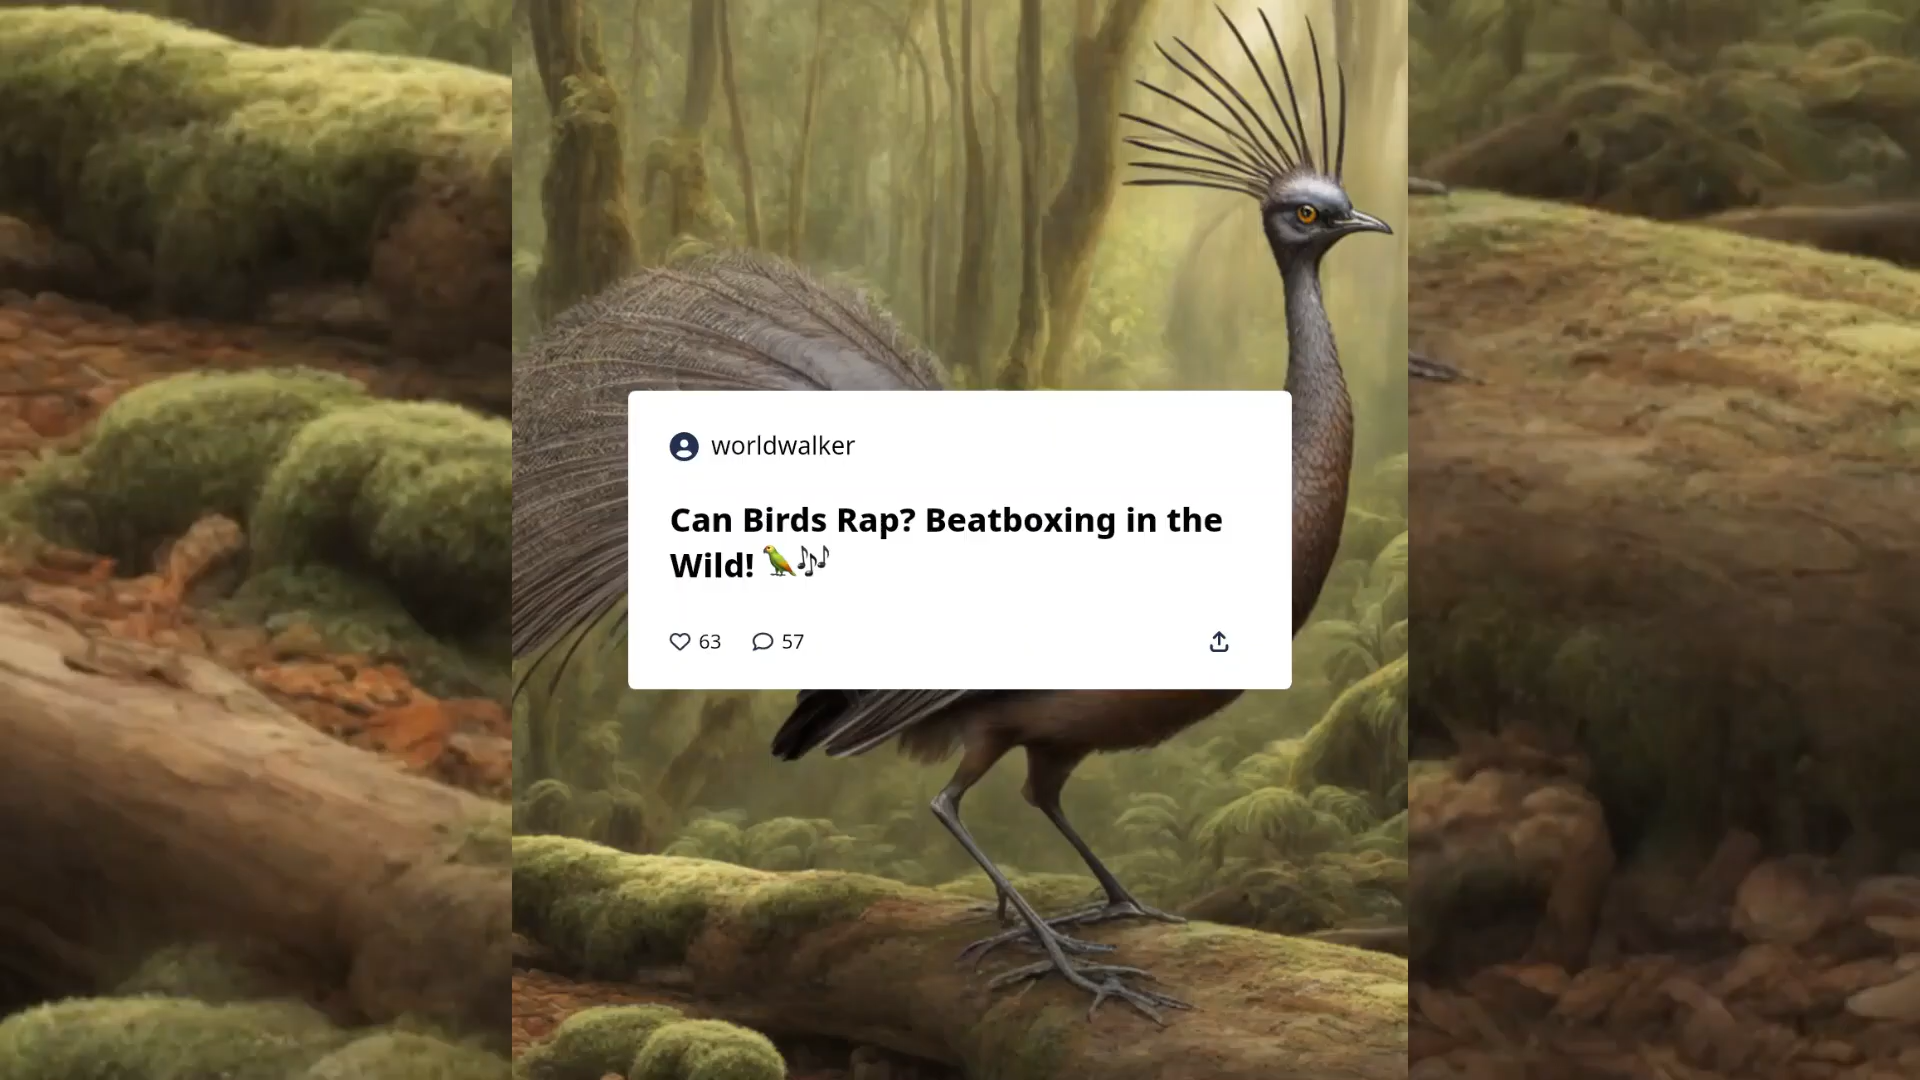 worldwalker
Can Birds Rap? Beatboxing in the
Wild! 🦜🎶
63 57